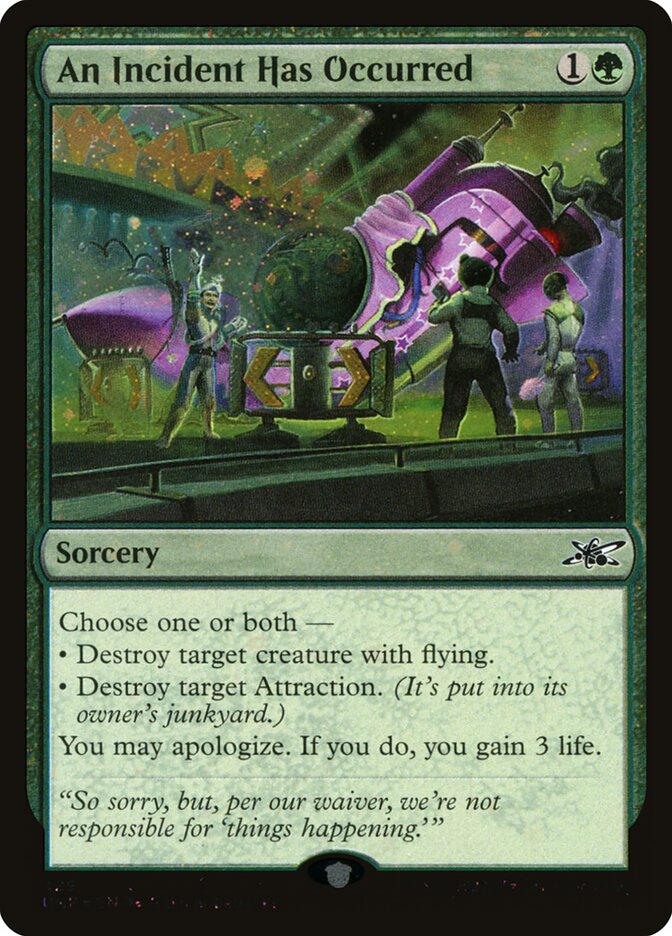 An Incident Has Occurred 1
Sorcery
Choose one or both —
• Destroy target creature with flying.
• Destroy target Attraction. (It's put into its
owner's junkyard.)
You may apologize. If you do, you gain 3 life.
“So sorry, but, per our waiver, we're not
responsible for ‘things happening.’”